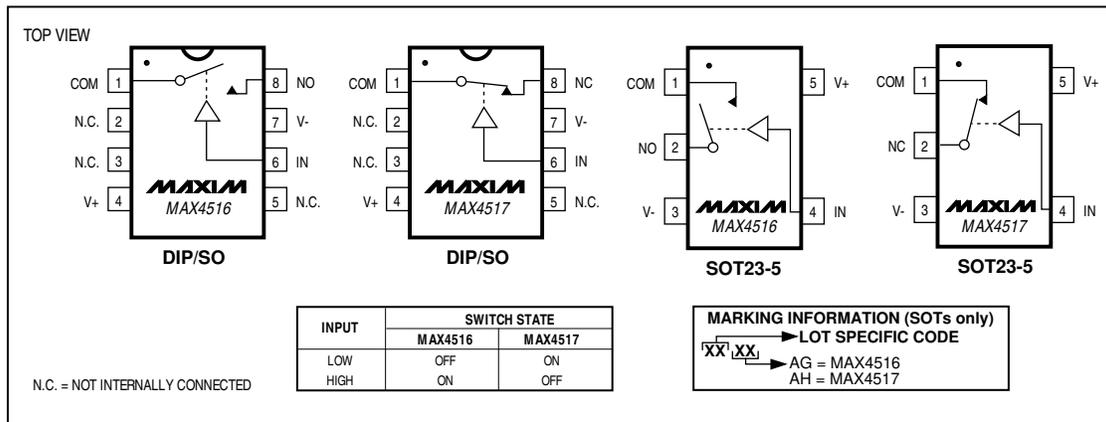 TOP VIEW
COM 1 8 NO
N.C. 2 7 V-
N.C. 3 6 IN
V+ 4 5 N.C.
MAXIM
MAX4516
DIP/SO
COM 1 8 NC
N.C. 2 7 V-
N.C. 3 6 IN
V+ 4 5 N.C.
MAXIM
MAX4517
DIP/SO
COM 1 5 V+
NO 2
V- 3 4 IN
MAXIM
MAX4516
SOT23-5
COM 1 5 V+
NC 2
V- 3 4 IN
MAXIM
MAX4517
SOT23-5
INPUT SWITCH STATE
MAX4516 MAX4517
LOW OFF ON
HIGH ON OFF
MARKING INFORMATION (SOTs only)
LOT SPECIFIC CODE
XX XX
AG = MAX4516
AH = MAX4517
N.C. = NOT INTERNALLY CONNECTED